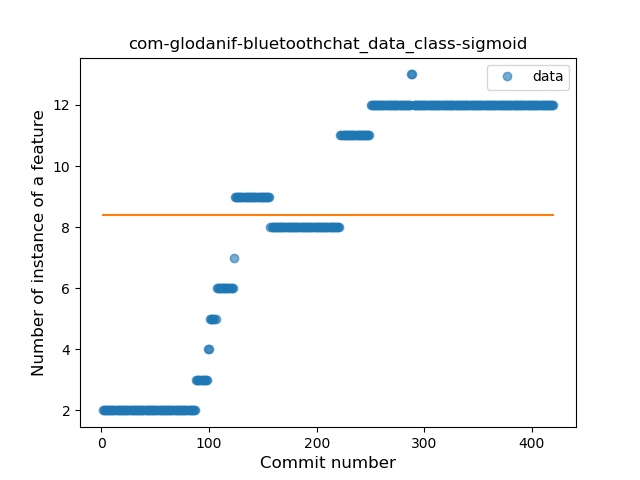 com-glodanif-bluetoothchat_data_class-sigmoid
data
Number of instance of a feature
12
10
8
6
4
2
0
100
200
300
400
Commit number